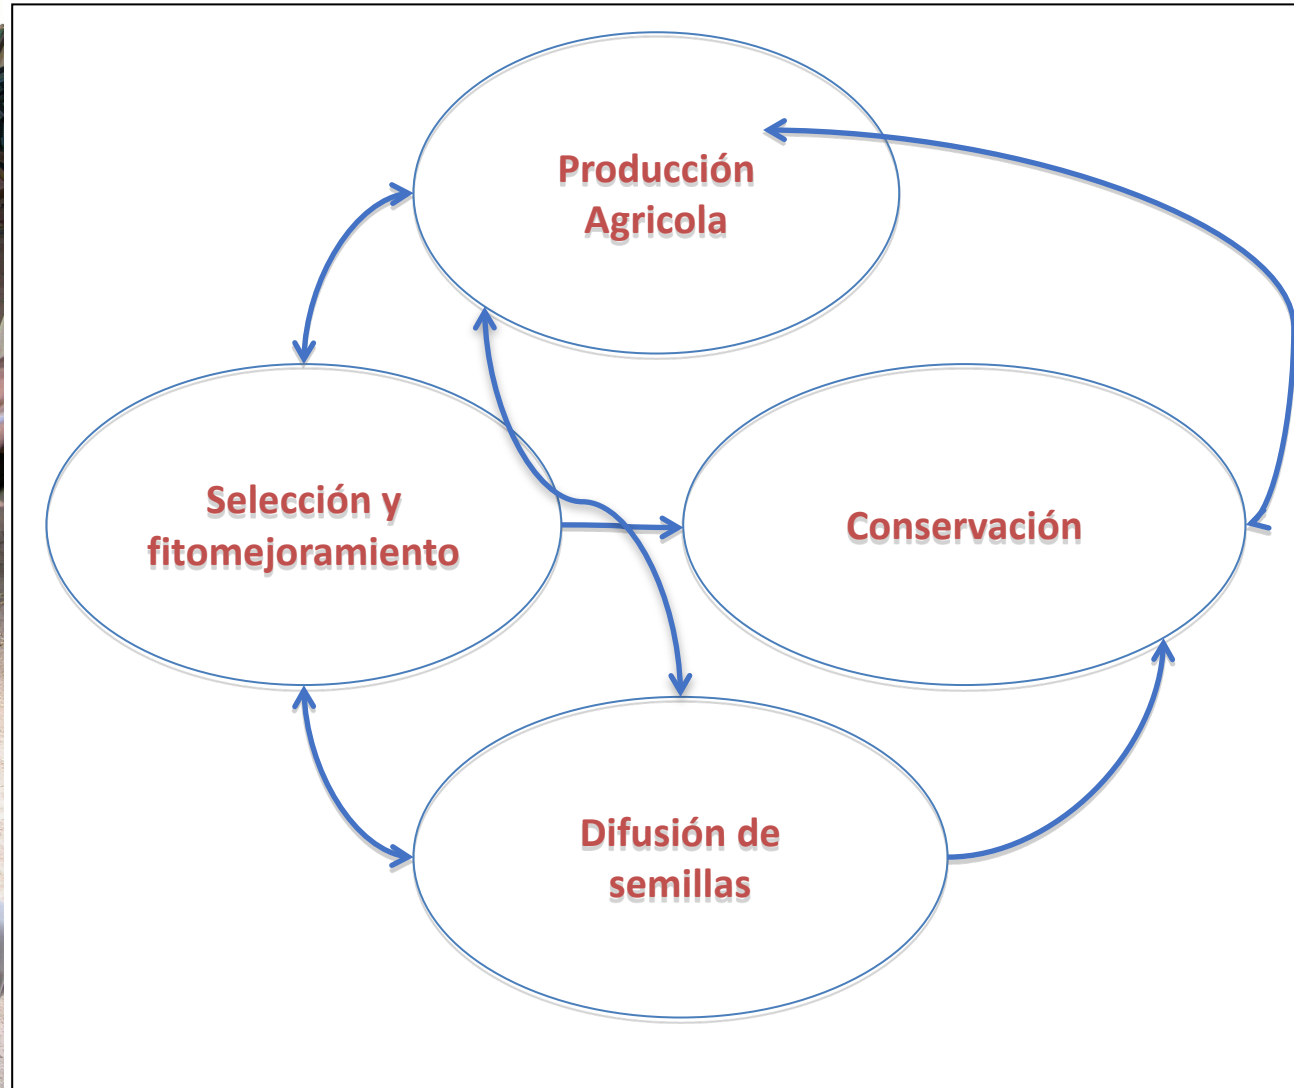 Producción
Agricola
Selección y
fitomejoramiento
Conservación
Difusión de
semillas